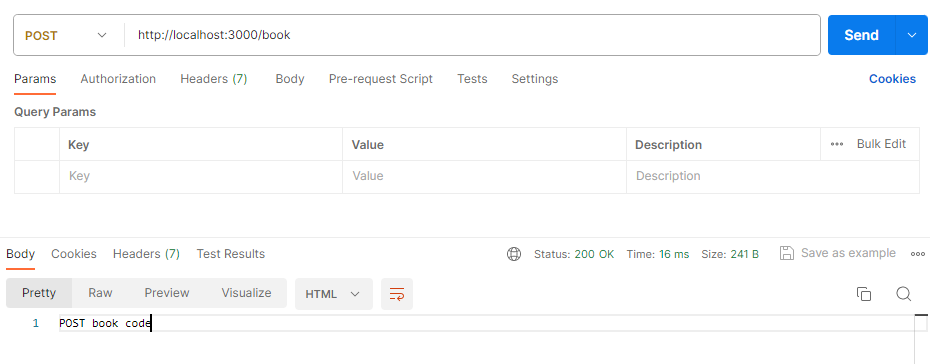 POST http://localhost:3000/book Send
Params Authorization Headers (7) Body Pre-request Script Tests Settings Cookies
Query Params
Key Value Description ••• Bulk Edit
Key Value Description
Body Cookies Headers (7) Test Results Status: 200 OK Time: 16 ms Size: 241 B Save as example
Pretty Raw Preview Visualize HTML
1 POST book code